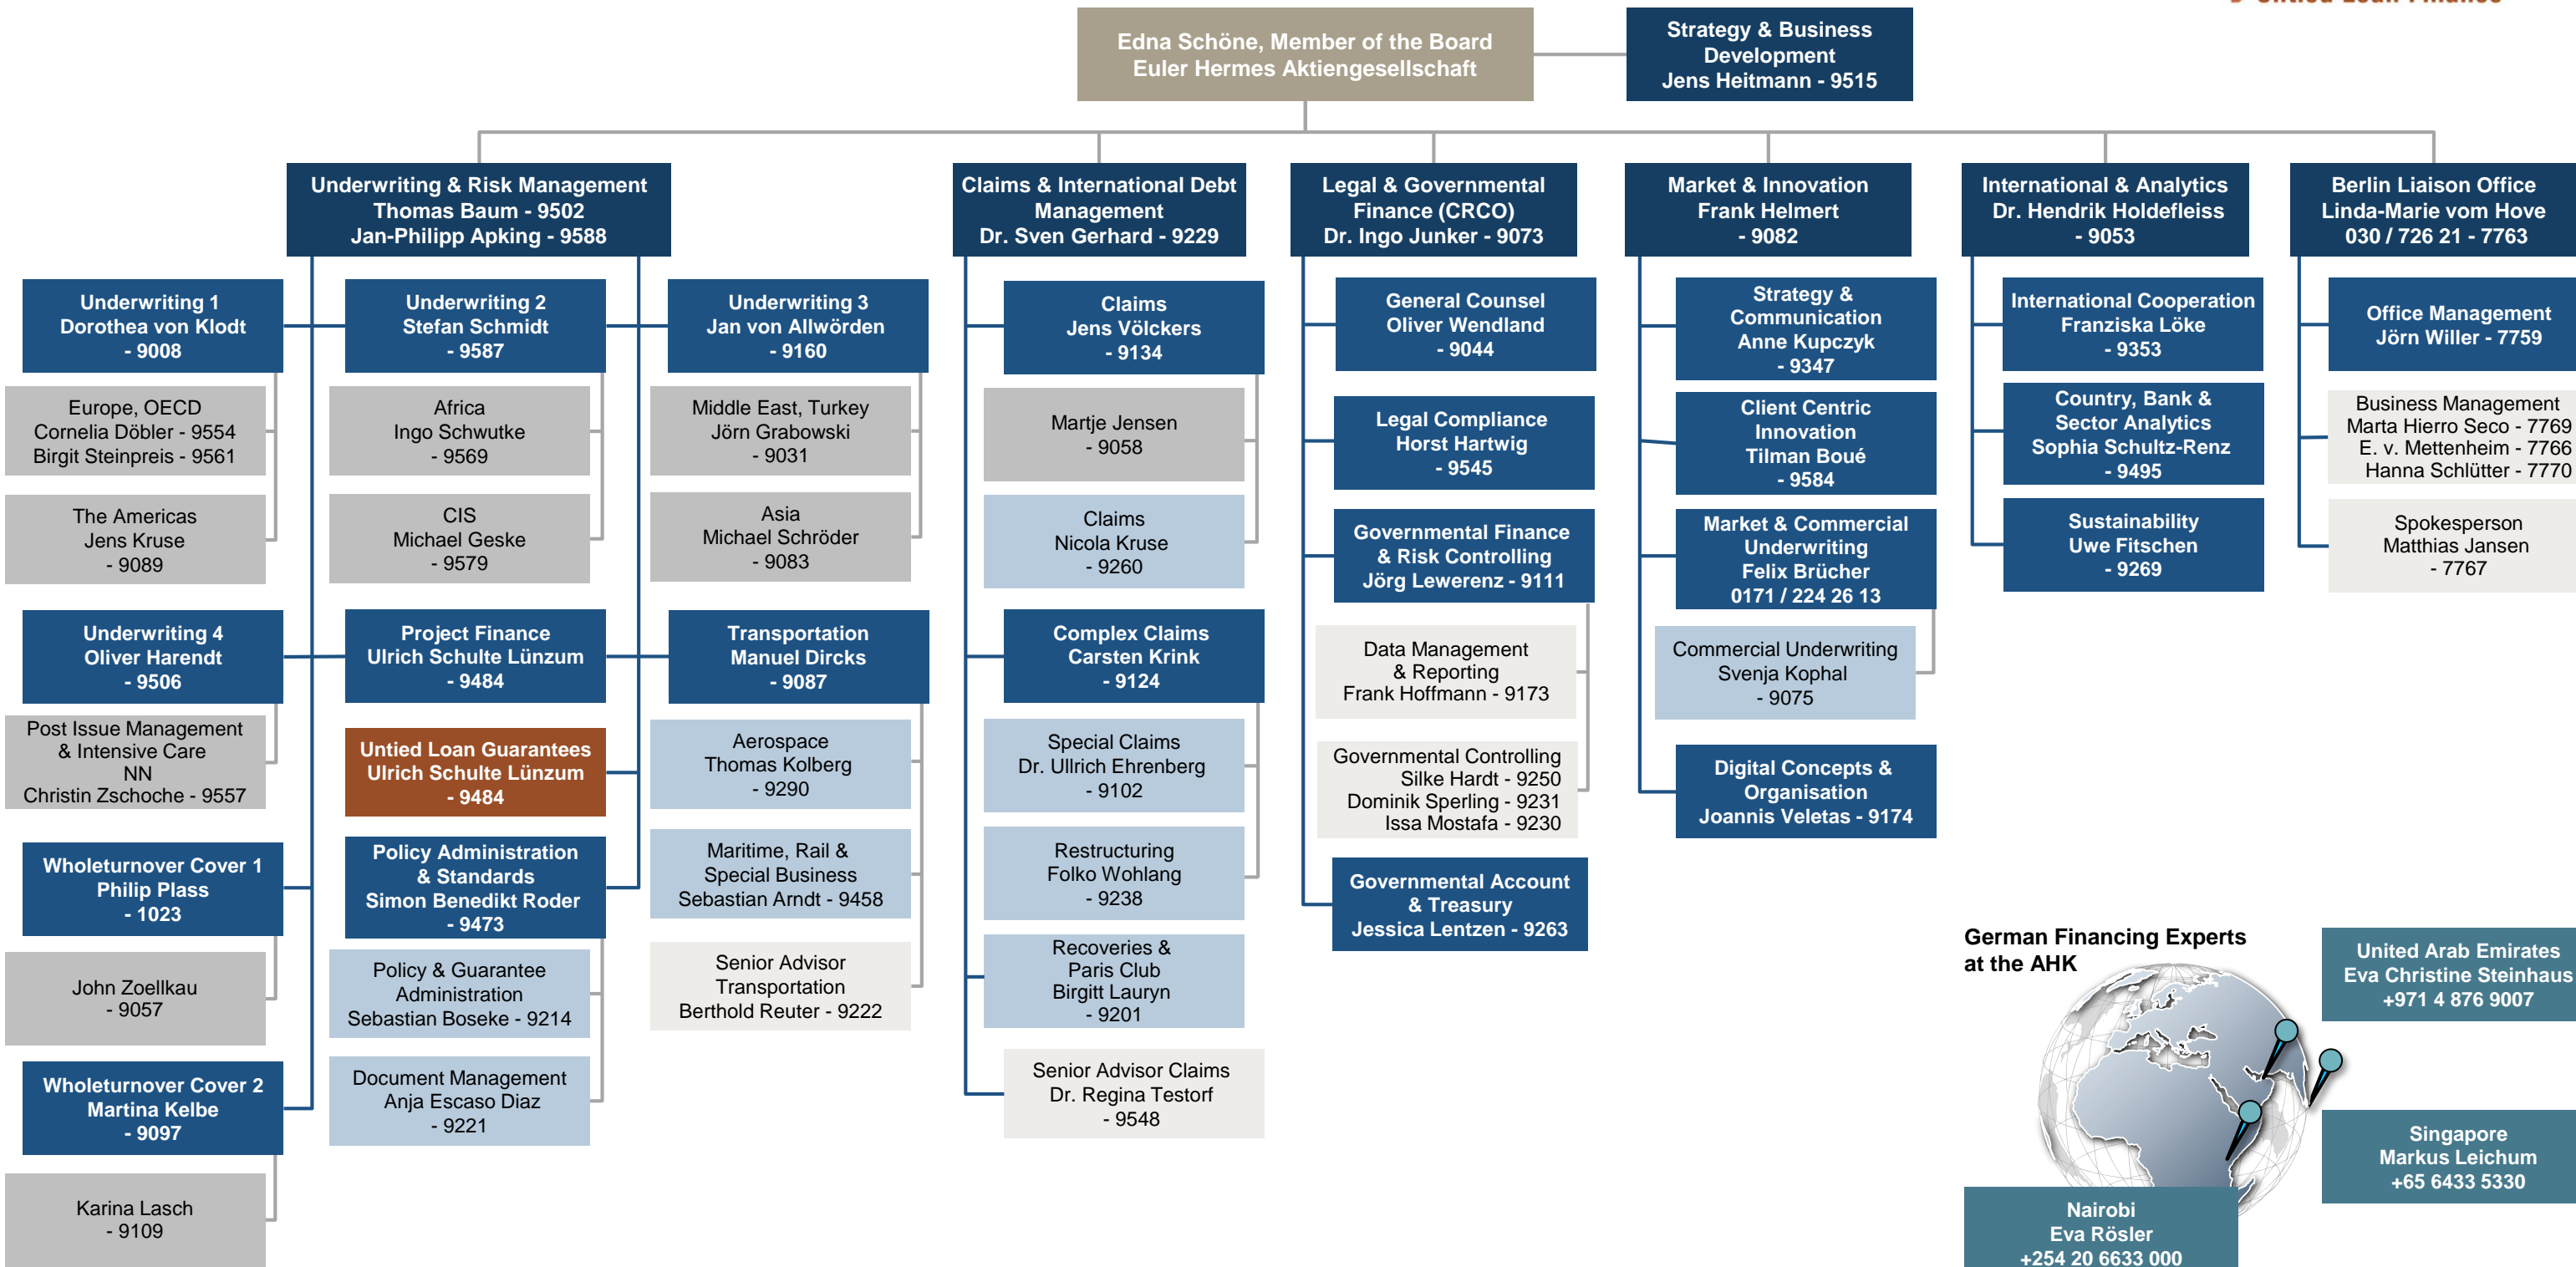 Untied Loan Finance
Edna Schöne, Member of the Board
Euler Hermes Aktiengesellschaft
Strategy & Business
Development
Jens Heitmann - 9515
Underwriting & Risk Management
Thomas Baum - 9502
Jan-Philipp Apking - 9588
Claims & International Debt
Management
Dr. Sven Gerhard - 9229
Legal & Governmental
Finance (CRCO)
Dr. Ingo Junker - 9073
Market & Innovation
Frank Helmert
- 9082
International & Analytics
Dr. Hendrik Holdefleiss
- 9053
Berlin Liaison Office
Linda-Marie vom Hove
030 / 726 21 - 7763
Underwriting 1
Dorothea von Klodt
- 9008
Europe, OECD
Cornelia Döbler - 9554
Birgit Steinpreis - 9561
The Americas
Jens Kruse
- 9089
Underwriting 4
Oliver Harendt
- 9506
Post Issue Management
& Intensive Care
NN
Christin Zschoche - 9557
Wholeturnover Cover 1
Philip Plass
- 1023
John Zoellkau
- 9057
Wholeturnover Cover 2
Martina Kelbe
- 9097
Karina Lasch
- 9109
Underwriting 2
Stefan Schmidt
- 9587
Africa
Ingo Schwutke
- 9569
CIS
Michael Geske
- 9579
Project Finance
Ulrich Schulte Lünzum
- 9484
Untied Loan Guarantees
Ulrich Schulte Lünzum
- 9484
Policy Administration
& Standards
Simon Benedikt Roder
- 9473
Policy & Guarantee
Administration
Sebastian Boseke - 9214
Document Management
Anja Escaso Diaz
- 9221
Underwriting 3
Jan von Allwörden
- 9160
Middle East, Turkey
Jörn Grabowski
- 9031
Asia
Michael Schröder
- 9083
Transportation
Manuel Dircks
- 9087
Aerospace
Thomas Kolberg
- 9290
Maritime, Rail &
Special Business
Sebastian Arndt - 9458
Senior Advisor
Transportation
Berthold Reuter - 9222
Claims
Jens Völckers
- 9134
Martje Jensen
- 9058
Claims
Nicola Kruse
- 9260
Complex Claims
Carsten Krink
- 9124
Special Claims
Dr. Ullrich Ehrenberg
- 9102
Restructuring
Folko Wohlang
- 9238
Recoveries &
Paris Club
Birgitt Lauryn
- 9201
Senior Advisor Claims
Dr. Regina Testorf
- 9548
General Counsel
Oliver Wendland
- 9044
Legal Compliance
Horst Hartwig
- 9545
Governmental Finance
& Risk Controlling
Jörg Lewerenz - 9111
Data Management
& Reporting
Frank Hoffmann - 9173
Governmental Controlling
Silke Hardt - 9250
Dominik Sperling - 9231
Issa Mostafa - 9230
Governmental Account
& Treasury
Jessica Lentzen - 9263
Strategy &
Communication
Anne Kupczyk
- 9347
Client Centric
Innovation
Tilman Boué
- 9584
Market & Commercial
Underwriting
Felix Brücher
0171 / 224 26 13
Commercial Underwriting
Svenja Kophal
- 9075
Digital Concepts &
Organisation
Joannis Veletas - 9174
International Cooperation
Franziska Löke
- 9353
Country, Bank &
Sector Analytics
Sophia Schultz-Renz
- 9495
Sustainability
Uwe Fitschen
- 9269
Office Management
Jörn Willer - 7759
Business Management
Marta Hierro Seco - 7769
E. v. Mettenheim - 7766
Hanna Schlütter - 7770
Spokesperson
Matthias Jansen
- 7767
German Financing Experts
at the AHK
United Arab Emirates
Eva Christine Steinhaus
+971 4 876 9007
Singapore
Markus Leichum
+65 6433 5330
Nairobi
Eva Rösler
+254 20 6633 000